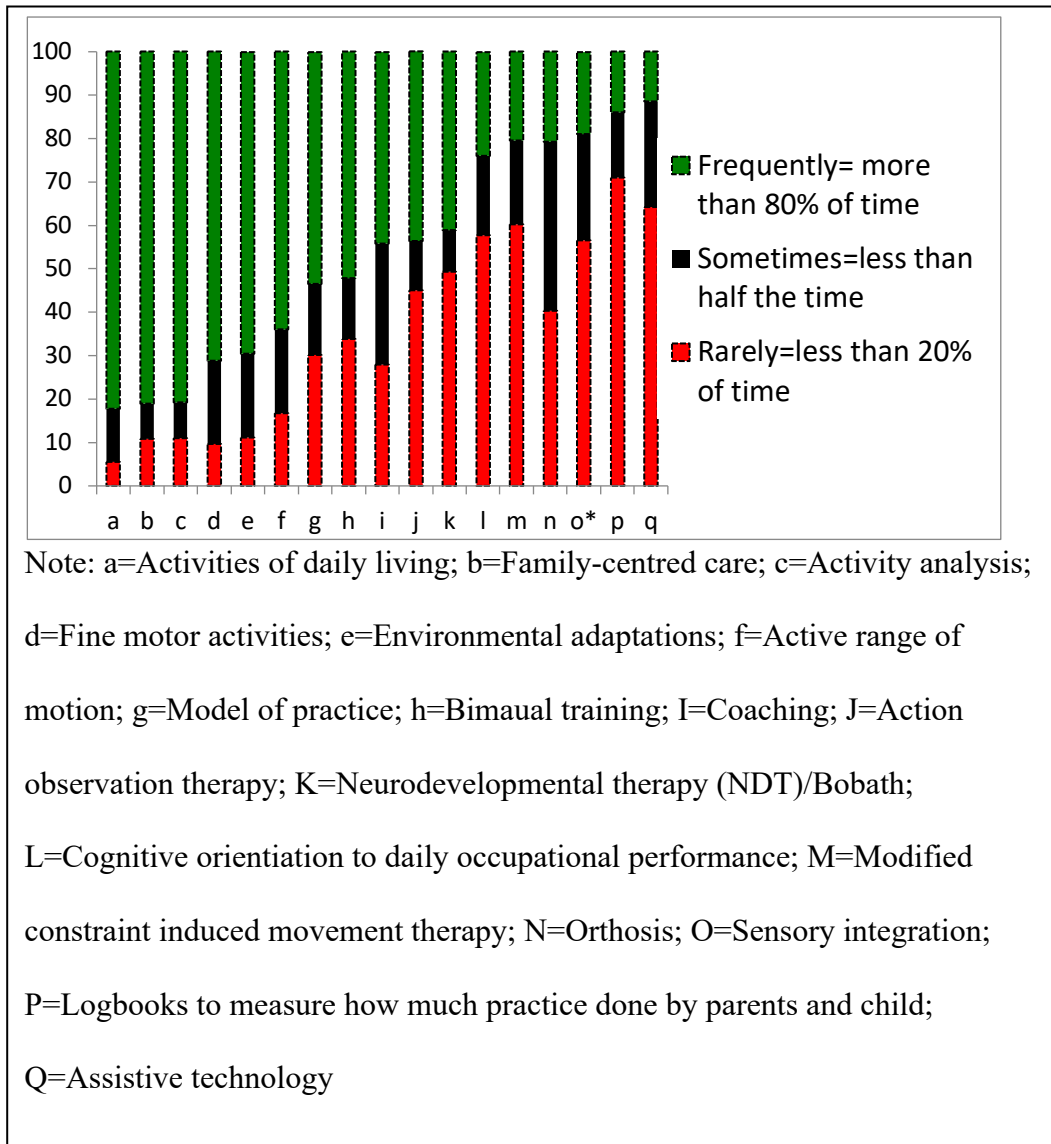 100
90
80
70
60
50
40
30
20
10
0
a b c d e f g h i j k l m n o* p q
Frequently= more
than 80% of time
Sometimes=less than
half the time
Rarely=less than 20%
of time
Note: a=Activities of daily living; b=Family-centred care; c=Activity analysis;
d=Fine motor activities; e=Environmental adaptations; f=Active range of
motion; g=Model of practice; h=Bimaual training; I=Coaching; J=Action
observation therapy; K=Neurodevelopmental therapy (NDT)/Bobath;
L=Cognitive orientiation to daily occupational performance; M=Modified
constraint induced movement therapy; N=Orthosis; O=Sensory integration;
P=Logbooks to measure how much practice done by parents and child;
Q=Assistive technology